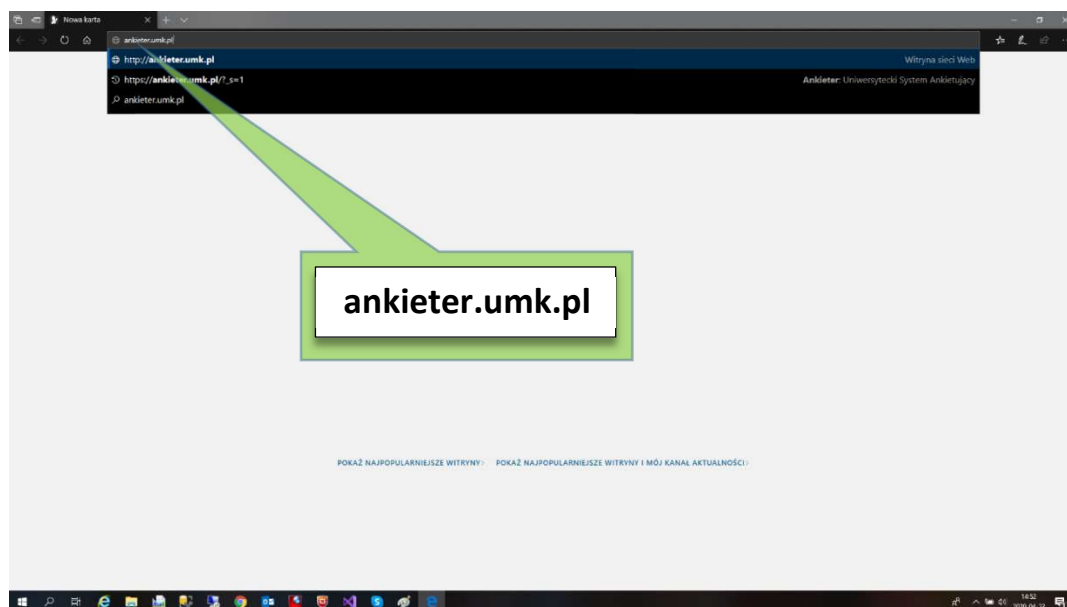 Nowa karta
ankieter.umk.pl
http://ankieter.umk.pl Witryna sieci Web
https://ankieter.umk.pl/?_s=1 Ankieter: Uniwersytecki System Ankietujący
ankieter.umk.pl
ankieter.umk.pl
POKAŻ NAJPOPULARNIEJSZE WITRYNY POKAŻ NAJPOPULARNIEJSZE WITRYNY I MÓJ KANAŁ AKTUALNOŚCI
14:52